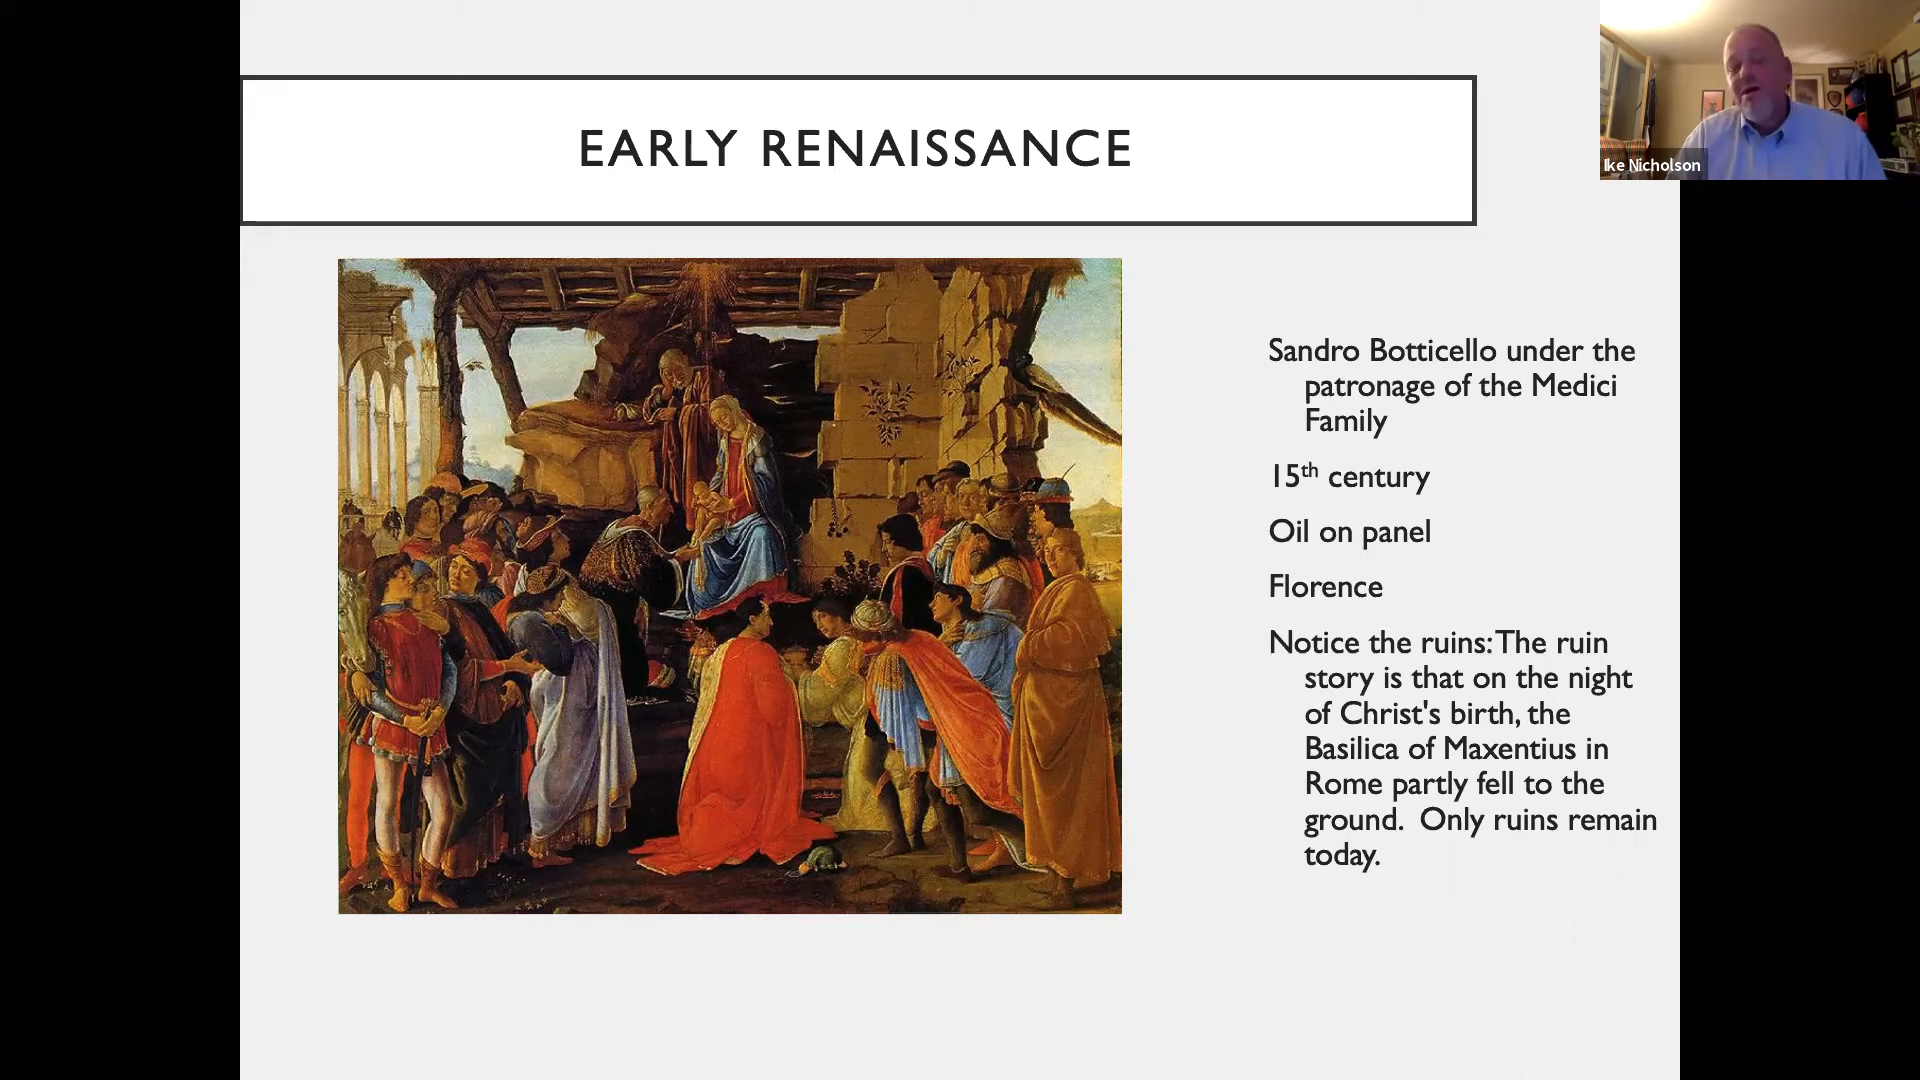 EARLY RENAISSANCE
Ike Nicholson
Sandro Botticello under the
patronage of the Medici
Family
15th century
Oil on panel
Florence
Notice the ruins: The ruin
story is that on the night
of Christ's birth, the
Basilica of Maxentius in
Rome partly fell to the
ground.  Only ruins remain
today.